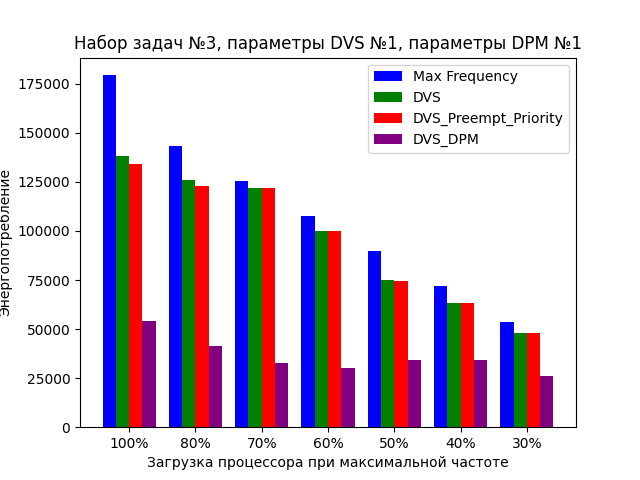 Набор задач №3, параметры DVS №1, параметры DPM №1
Max Frequency
DVS
DVS_Preempt_Priority
DVS_DPM
Энергопотребление
175000
150000
125000
100000
75000
50000
25000
0
100% 80% 70% 60% 50% 40% 30%
Загрузка процессора при максимальной частоте